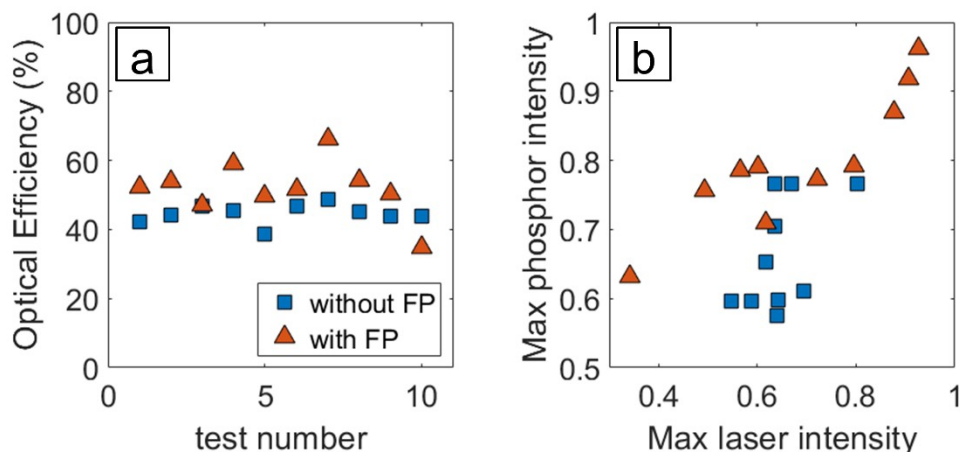 a
Optical Efficiency (%)
100
80
60
40
20
0
0
5
10
test number
without FP
with FP
b
Max phosphor intensity
1
0.9
0.8
0.7
0.6
0.5
0.4
0.6
0.8
1
Max laser intensity